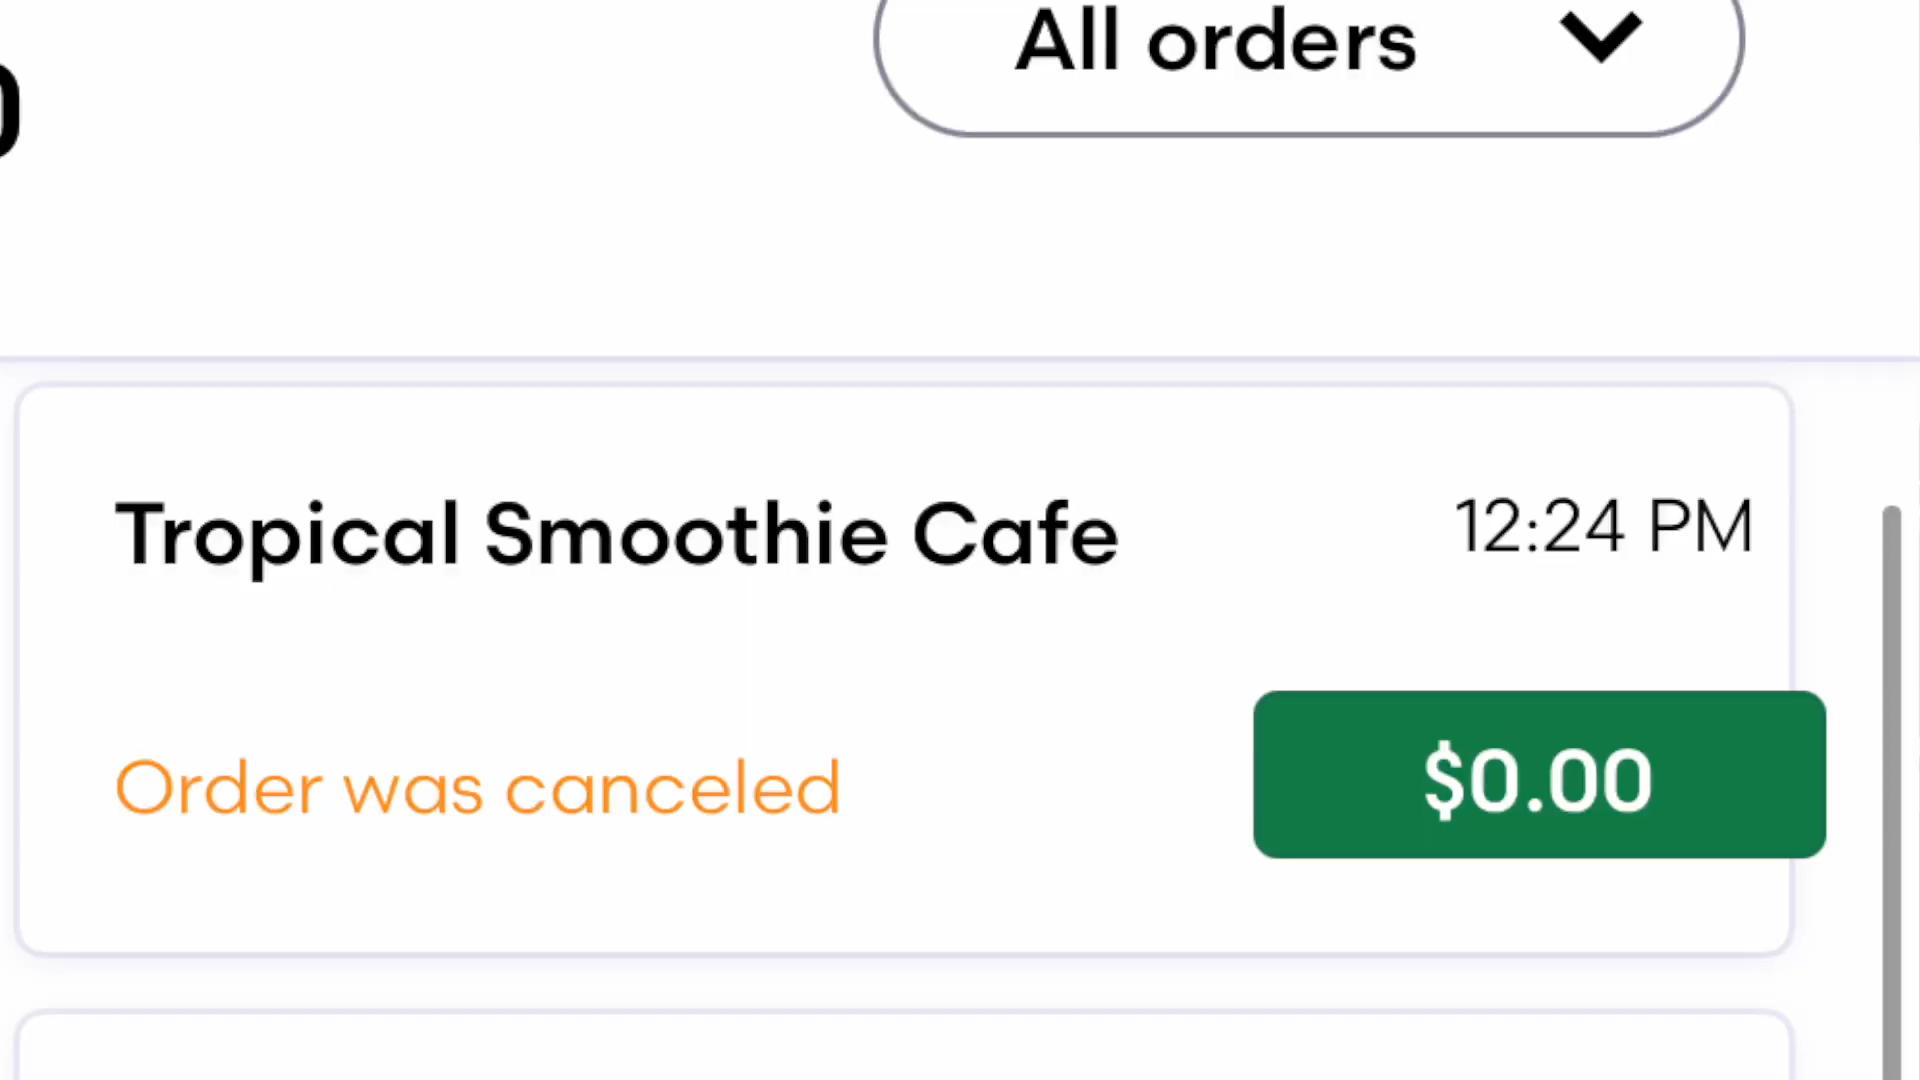 All orders
Tropical Smoothie Cafe
12:24 PM
Order was canceled
$0.00